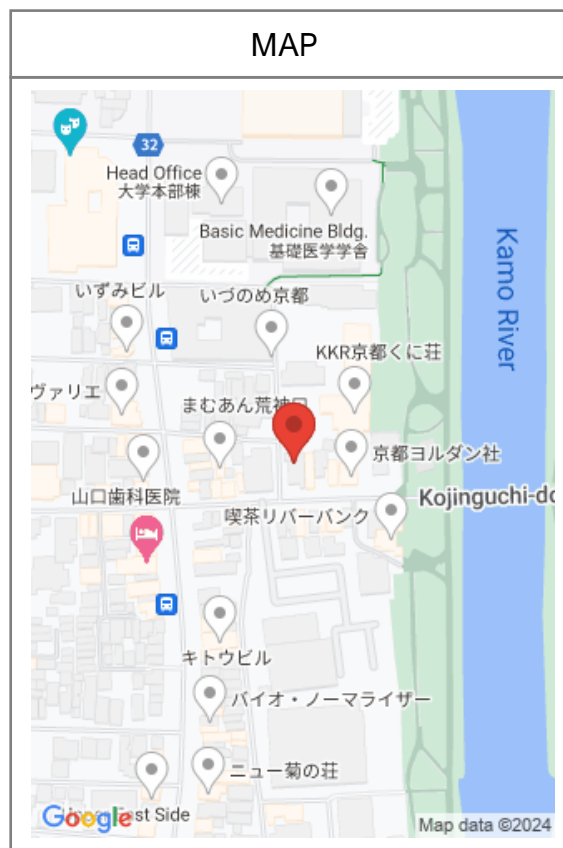 MAP
32
Head Office
大学本部棟
Basic Medicine Bldg.
基礎医学学舎
Kamo River
いずみビル
いづのめ京都
KKR京都くに荘
ヴァリエ
まむあん荒神口
京都ヨルダン社
山口歯科医院
Kojinguchi-do
喫茶リバーバンク
キトウビル
バイオ・ノーマライザー
ニュー菊の荘
East Side
Google
Map data ©2024